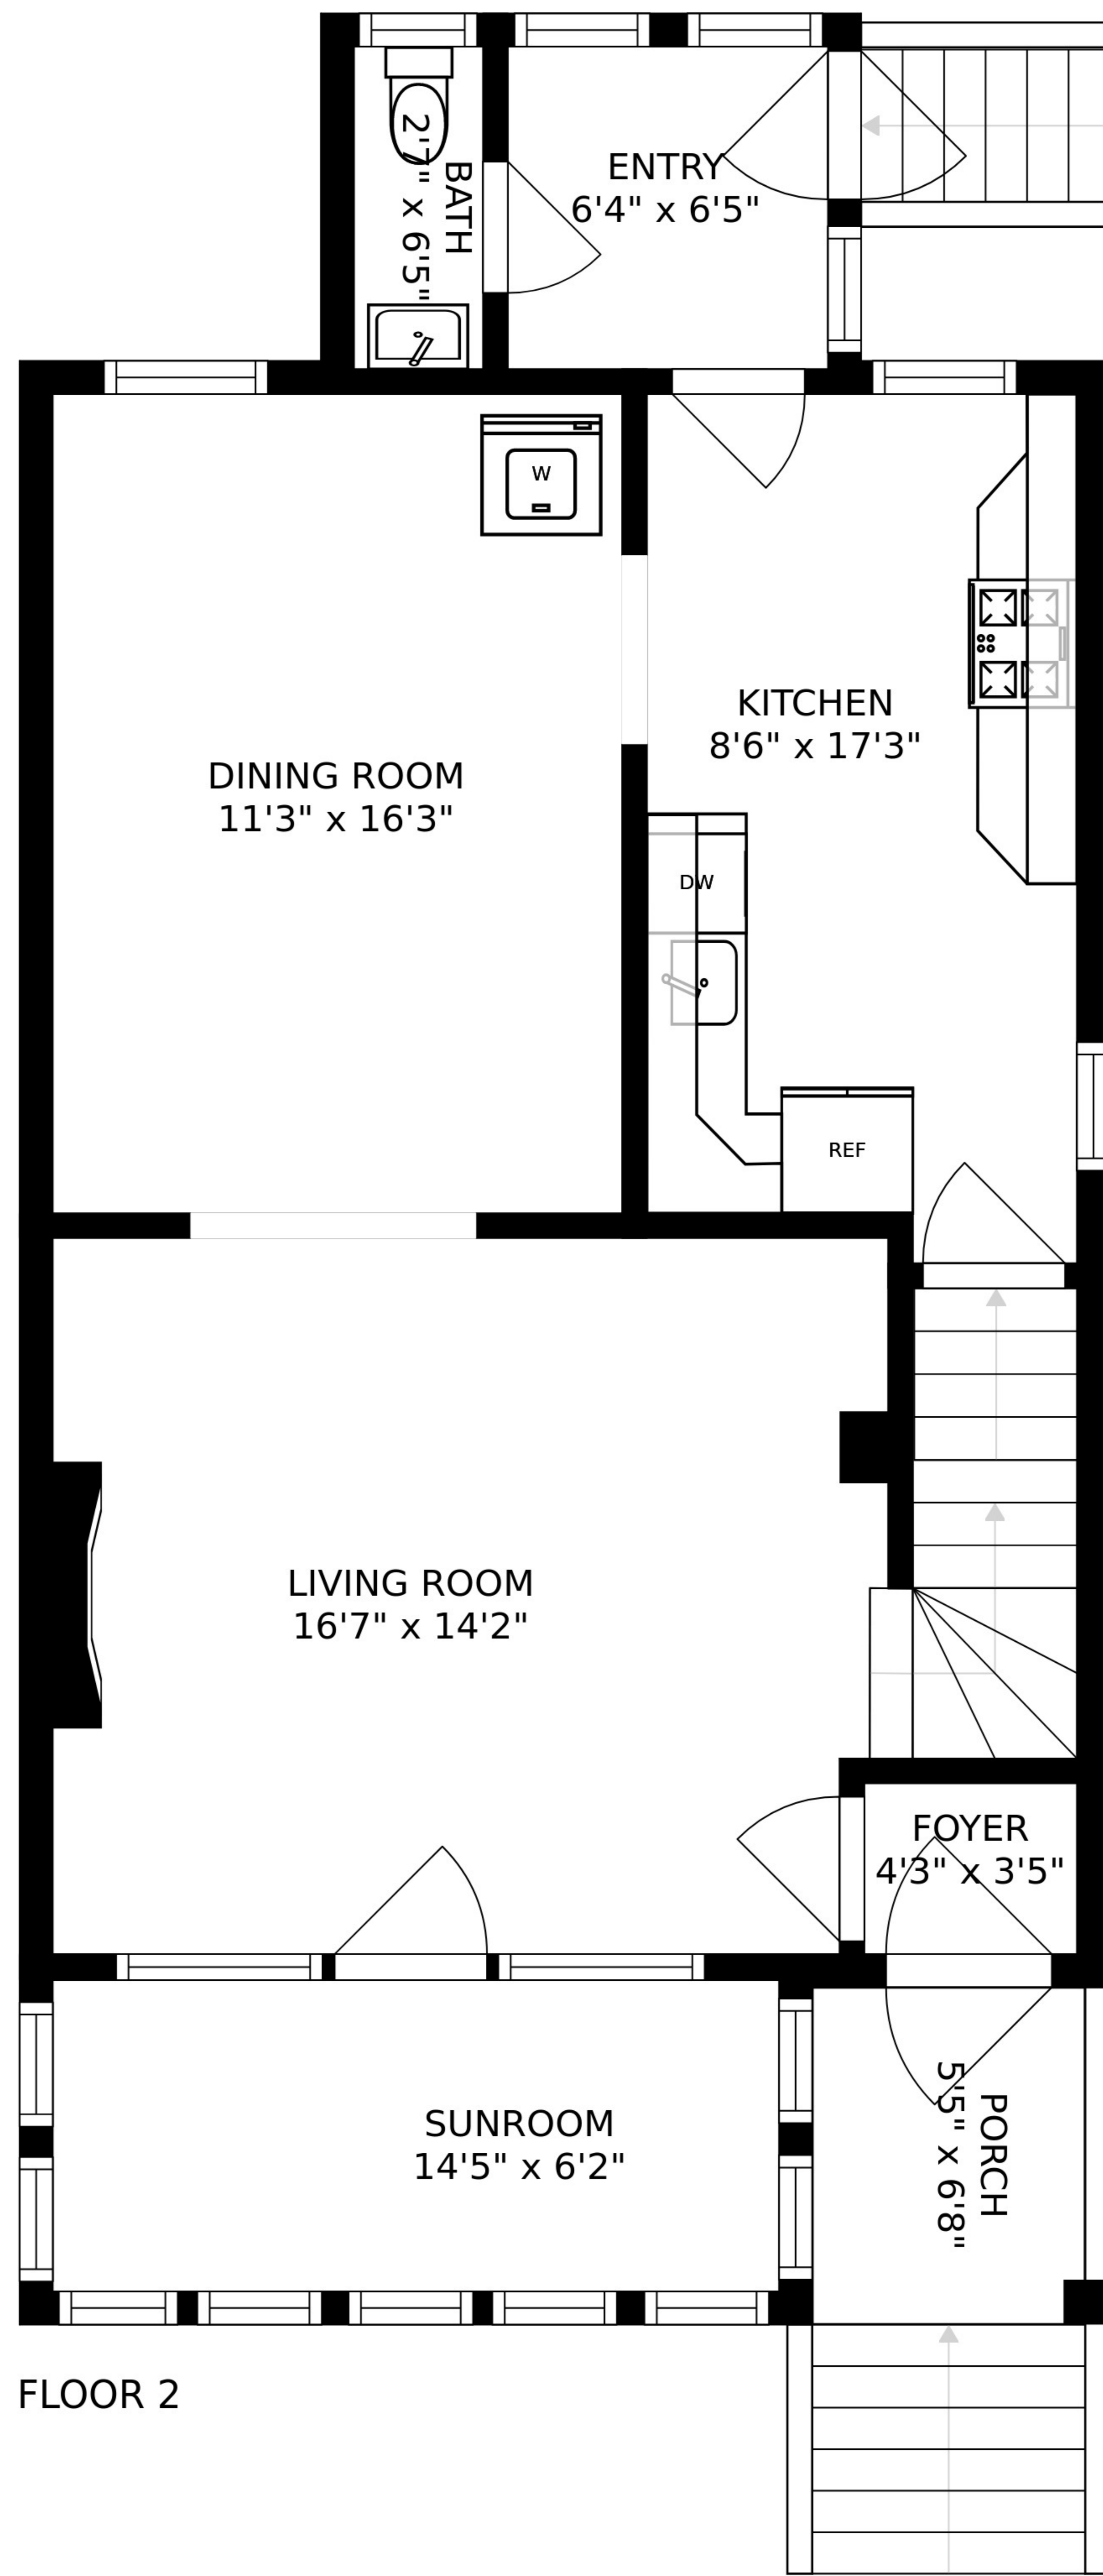 BATH
2'7" x 6'5"
ENTRY
6'4" x 6'5"
W
KITCHEN
8'6" x 17'3"
DINING ROOM
11'3" x 16'3"
DW
REF
LIVING ROOM
16'7" x 14'2"
FOYER
4'3" x 3'5"
SUNROOM
14'5" x 6'2"
PORCH
5'5" x 6'8"
FLOOR 2